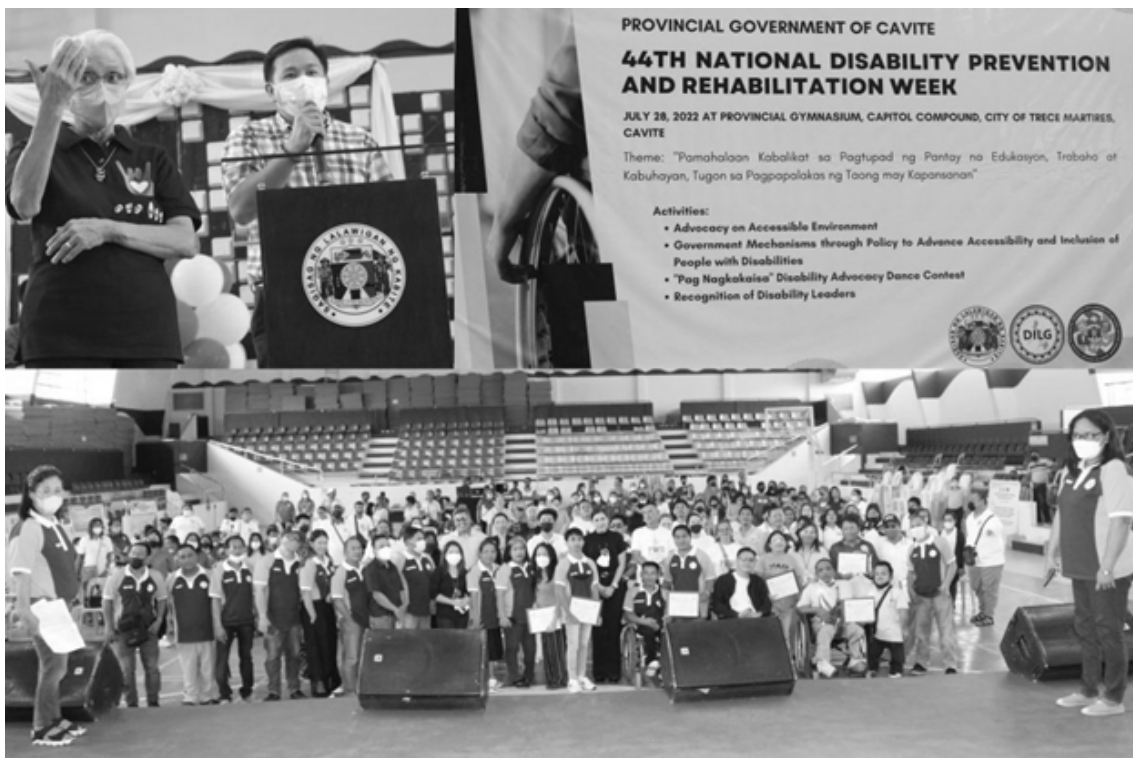 PROVINCIAL GOVERNMENT OF CAVITE
44TH NATIONAL DISABILITY PREVENTION
AND REHABILITATION WEEK
JULY 28, 2022 AT PROVINCIAL GYMNASIUM, CAPITOL COMPOUND, CITY OF TRECE MARTIRES,
CAVITE
Theme: "Pamahalaan Kabalikat sa Pagtupad ng Pantay na Edukasyon, Trabaho at
Kabuhayan, Tugon sa Pagpapalakas ng Taong may Kapansanan"
Activities:
• Advocacy on Accessible Environment
• Government Mechanisms through Policy to Advance Accessibility and Inclusion of
People with Disabilities
• "Pag Nagkakaisa" Disability Advocacy Dance Contest
• Recognition of Disability Leaders
SAGISAG NG LALAWIGAN NG KABITE
DILG